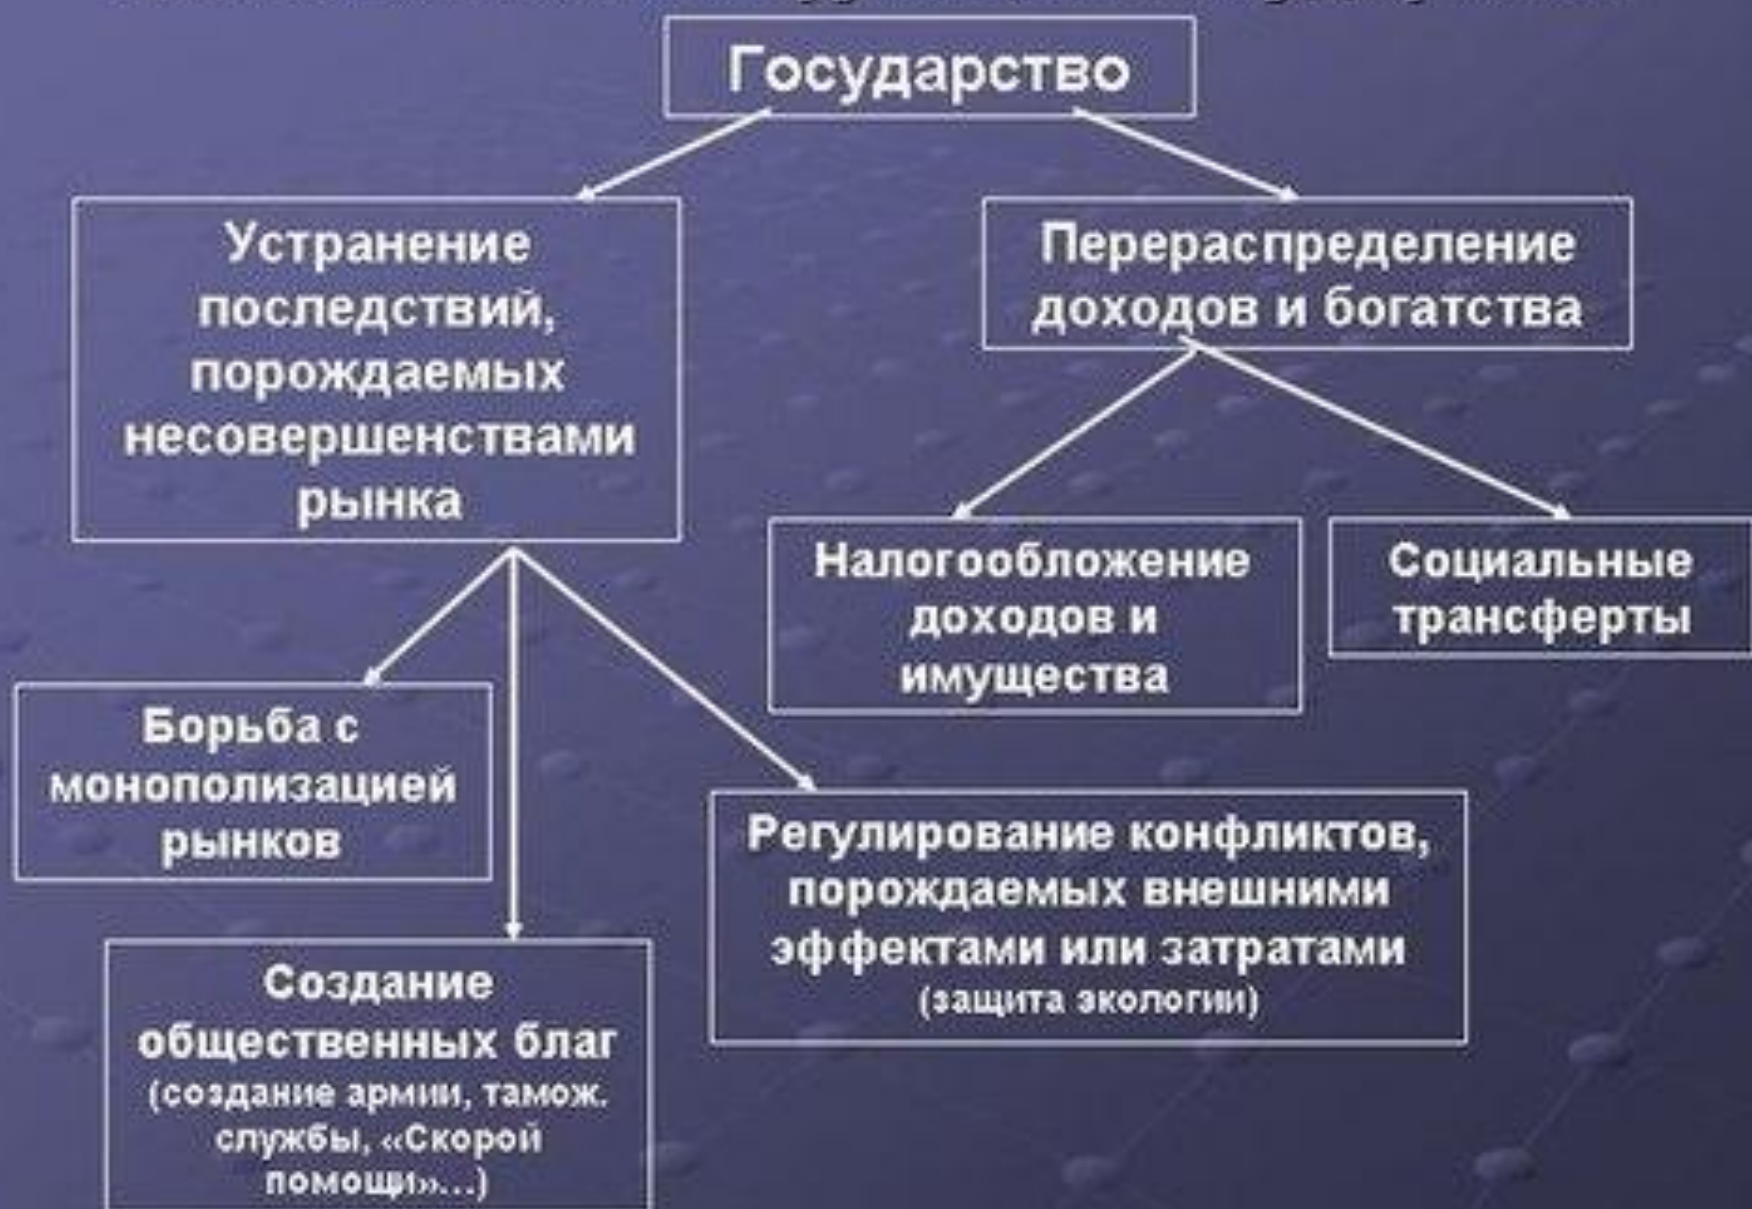 Государство
Устранение
последствий,
порождаемых
несовершенствами
рынка
Перераспределение
доходов и богатства
Налогообложение
доходов и
имущества
Социальные
трансферты
Борьба с
монополизацией
рынков
Создание
общественных благ
(создание армии, тамож.
службы, «Скорой
помощи»...)
Регулирование конфликтов,
порождаемых внешними
эффектами или затратами
(защита экологии)